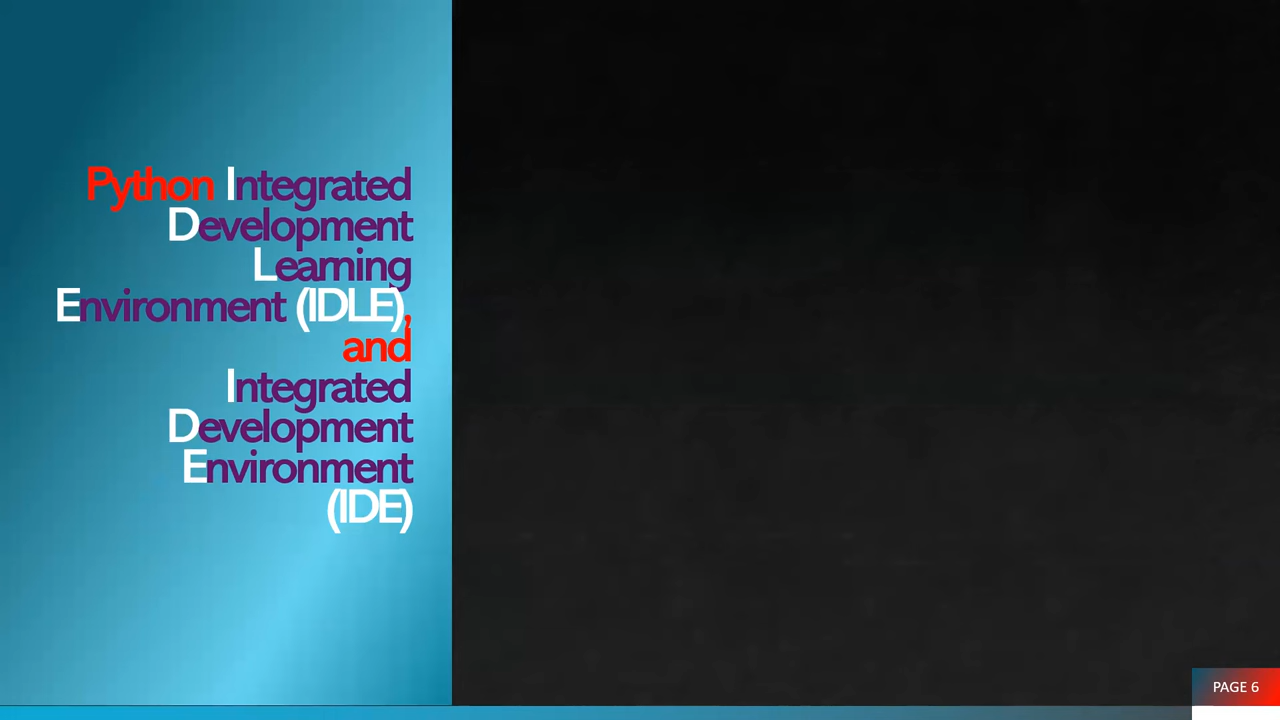 Python Integrated
Development
Learning
Environment (IDLE),
and
Integrated
Development
Environment
(IDE)
PAGE 6